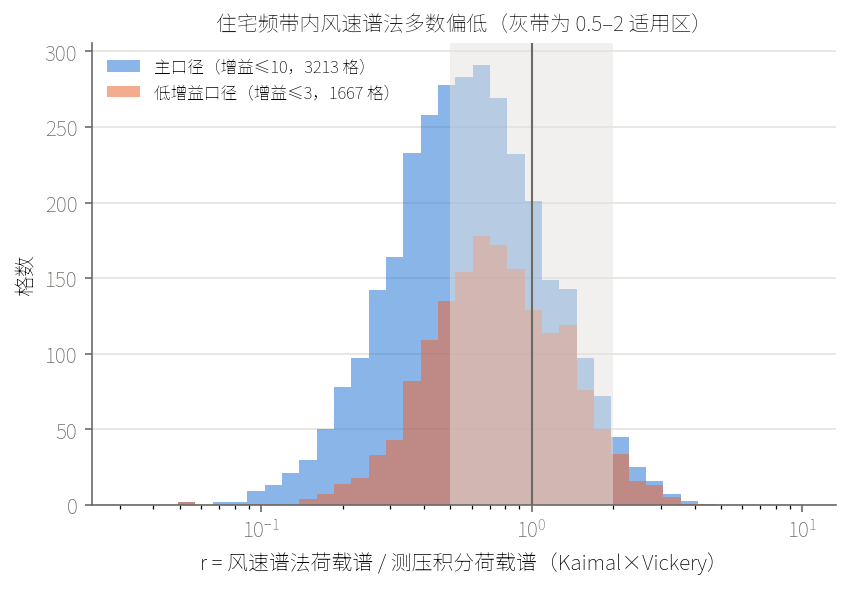 住宅频带内风速谱法多数偏低（灰带为 0.5–2 适用区）
主口径（增益≤10，3213 格）
低增益口径（增益≤3，1667 格）
格数
300
250
200
150
100
50
0
10⁻¹
10⁰
10¹
r = 风速谱法荷载谱 / 测压积分荷载谱（Kaimal×Vickery）